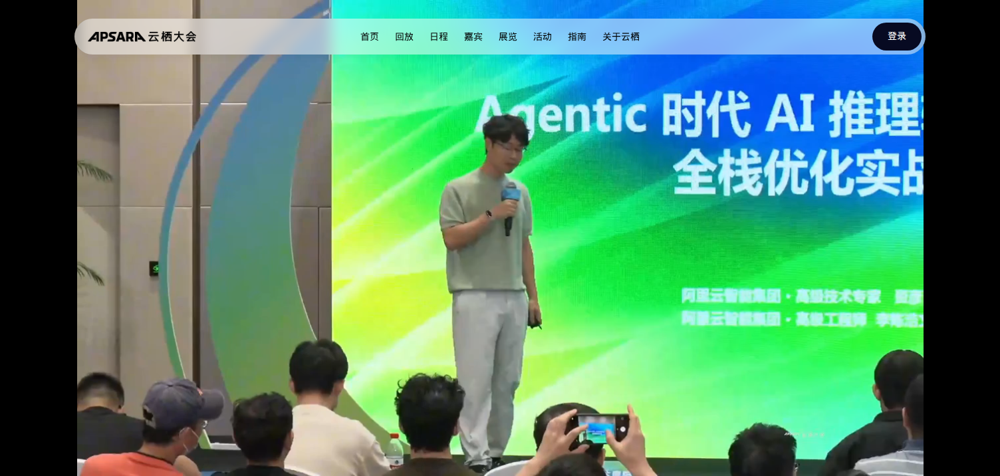 APSARA 云栖大会
首页 回放 日程 嘉宾 展览 活动 指南 关于云栖
登录
Agentic 时代 AI 推理
全栈优化实战
阿里云智能集团·高级技术专家
阿里云智能集团·高级工程师